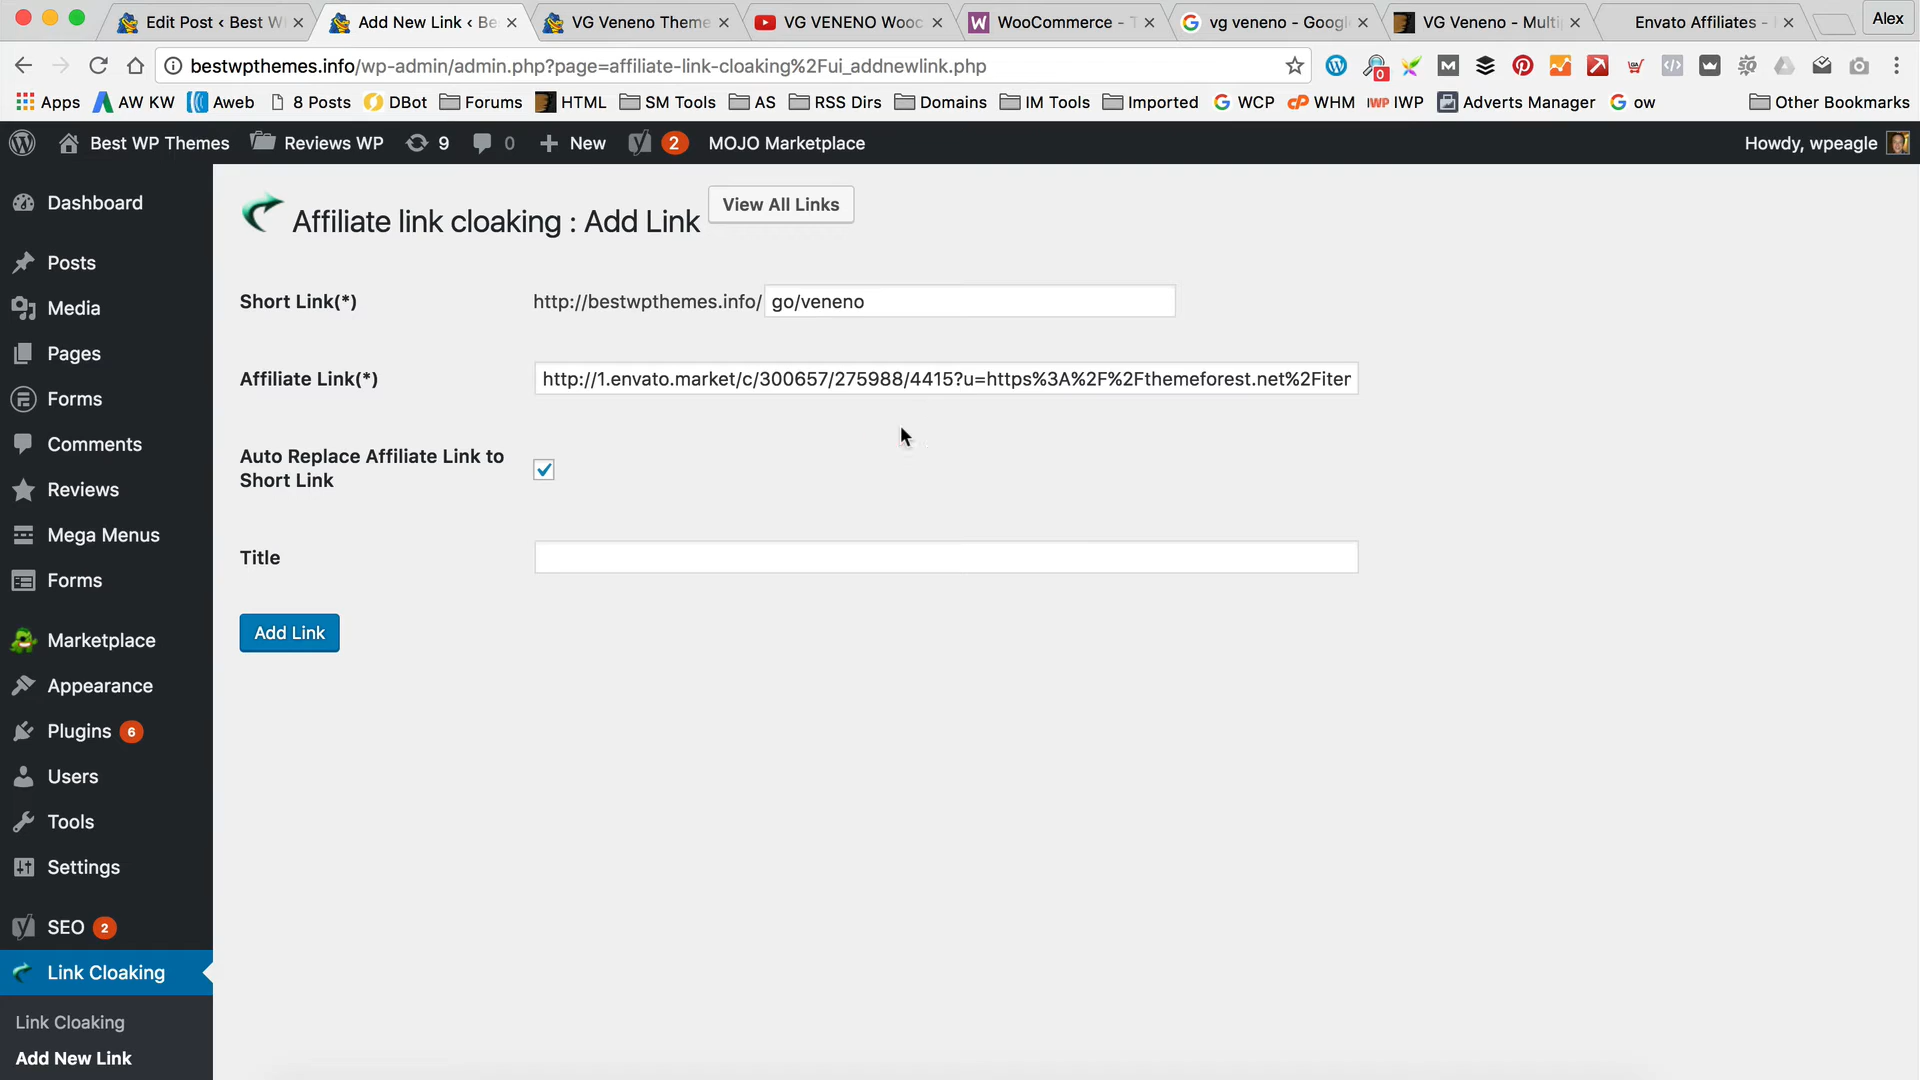 Edit Post ‹ Best W
Add New Link ‹ Be
VG Veneno Theme
VG VENENO Wooc
WooCommerce - T
vg veneno - Googl
VG Veneno - Multi
Envato Affiliates -
Alex
bestwpthemes.info/wp-admin/admin.php?page=affiliate-link-cloaking%2Fui_addnewlink.php
0
Apps
AW KW
Aweb
8 Posts
DBot
Forums
HTML
SM Tools
AS
RSS Dirs
Domains
IM Tools
Imported
WCP
WHM
IWP IWP
Adverts Manager
ow
Other Bookmarks
Best WP Themes
Reviews WP
9
0
New
2
MOJO Marketplace
Howdy, wpeagle
Dashboard
Posts
Media
Pages
Forms
Comments
Reviews
Mega Menus
Forms
Marketplace
Appearance
Plugins 6
Users
Tools
Settings
SEO 2
Link Cloaking
Link Cloaking
Add New Link
Affiliate link cloaking : Add Link
View All Links
Short Link(*)
http://bestwpthemes.info/ go/veneno
Affiliate Link(*)
http://1.envato.market/c/300657/275988/4415?u=https%3A%2F%2Fthemeforest.net%2Fiter
Auto Replace Affiliate Link to
Short Link
Title
Add Link